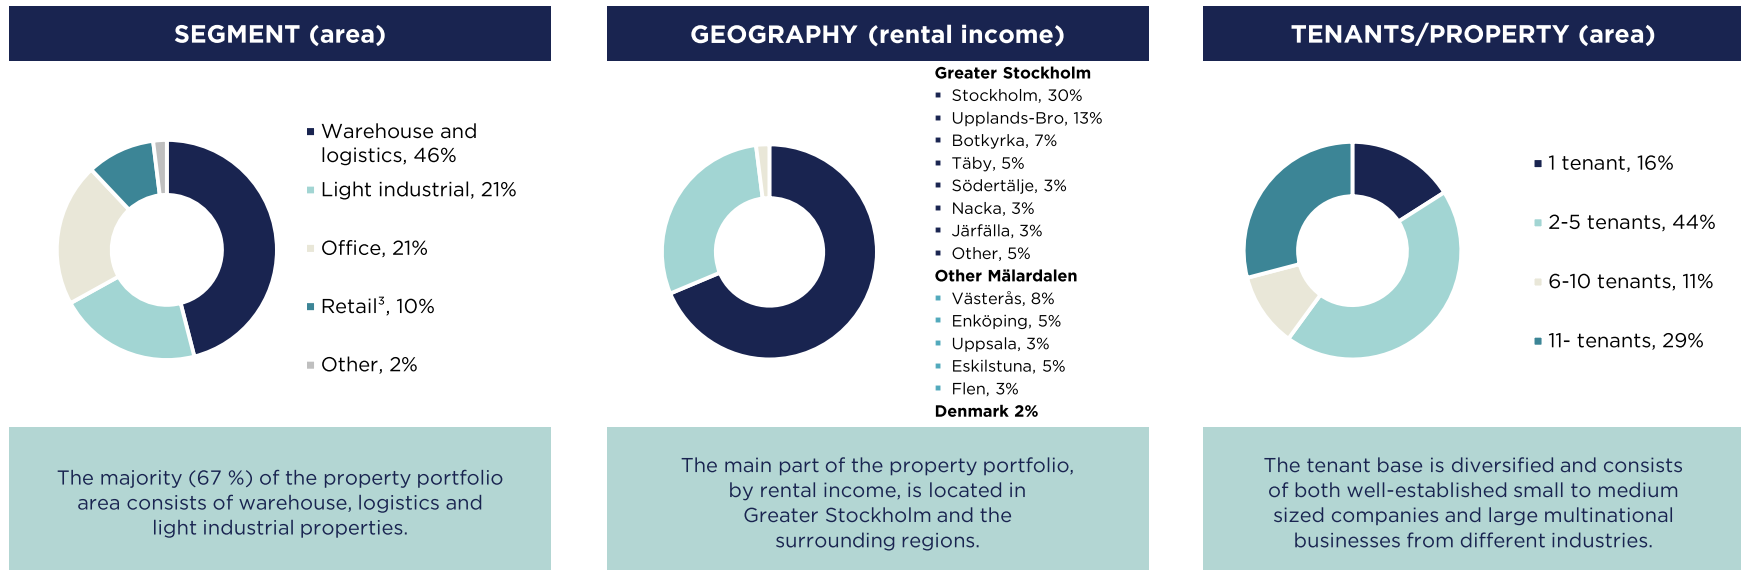 SEGMENT (area)
Warehouse and
logistics, 46%
Light industrial, 21%
Office, 21%
Retail³, 10%
Other, 2%
The majority (67 %) of the property portfolio
area consists of warehouse, logistics and
light industrial properties.
GEOGRAPHY (rental income)
Greater Stockholm
Stockholm, 30%
Upplands-Bro, 13%
Botkyrka, 7%
Täby, 5%
Södertälje, 3%
Nacka, 3%
Järfälla, 3%
Other, 5%
Other Mälardalen
Västerås, 8%
Enköping, 5%
Uppsala, 3%
Eskilstuna, 5%
Flen, 3%
Denmark 2%
The main part of the property portfolio,
by rental income, is located in
Greater Stockholm and the
surrounding regions.
TENANTS/PROPERTY (area)
1 tenant, 16%
2-5 tenants, 44%
6-10 tenants, 11%
11- tenants, 29%
The tenant base is diversified and consists
of both well-established small to medium
sized companies and large multinational
businesses from different industries.